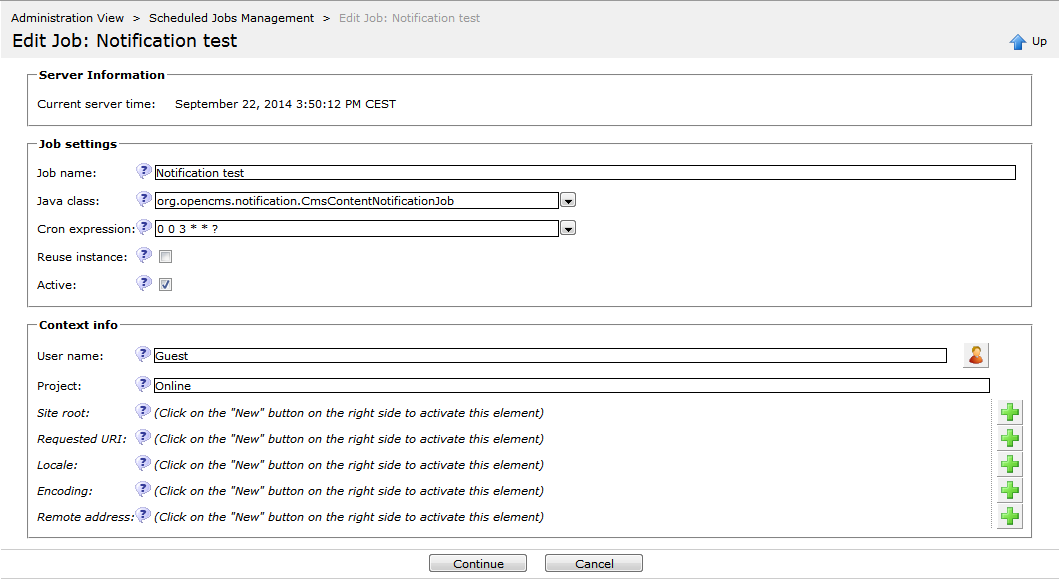 Administration View > Scheduled Jobs Management > Edit Job: Notification test
Edit Job: Notification test
Up
Server Information
Current server time: September 22, 2014 3:50:12 PM CEST
Job settings
Job name: ? Notification test
Java class: ? org.opencms.notification.CmsContentNotificationJob
Cron expression: ? 0 0 3 * * ?
Reuse instance: ?
Active: ?
Context info
User name: ? Guest
Project: ? Online
Site root: ? (Click on the "New" button on the right side to activate this element)
Requested URI: ? (Click on the "New" button on the right side to activate this element)
Locale: ? (Click on the "New" button on the right side to activate this element)
Encoding: ? (Click on the "New" button on the right side to activate this element)
Remote address: ? (Click on the "New" button on the right side to activate this element)
Continue Cancel